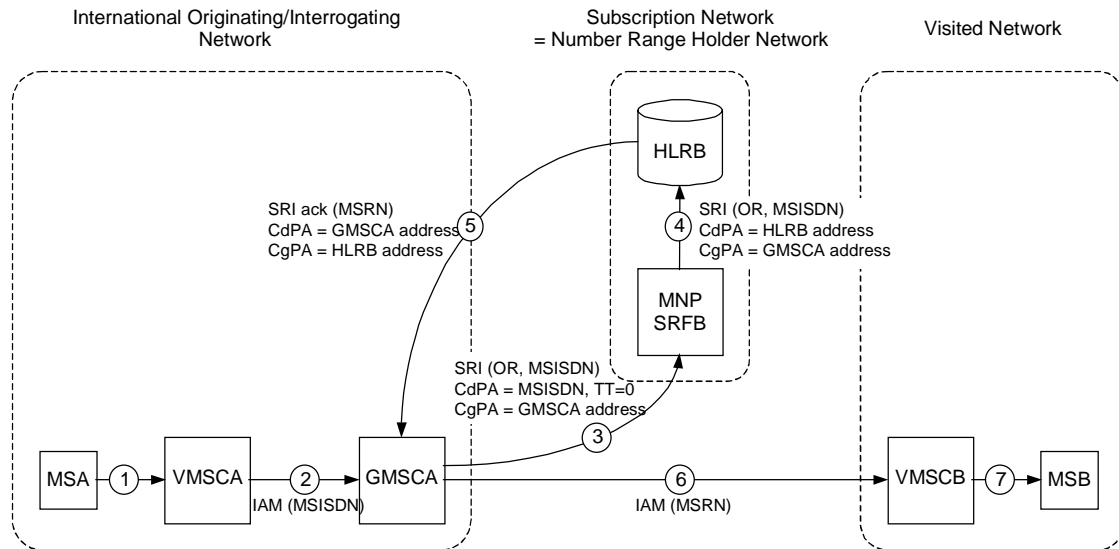 International Originating/Interrogating
Network
Subscription Network
= Number Range Holder Network
Visited Network
HLRB
SRI ack (MSRN)
CdPA = GMSCA address
CgPA = HLRB address
5
4
SRI (OR, MSISDN)
CdPA = HLRB address
CgPA = GMSCA address
MNP
SRFB
SRI (OR, MSISDN)
CdPA = MSISDN, TT=0
CgPA = GMSCA address
3
MSA
1
VMSCA
2
IAM (MSISDN)
GMSCA
6
IAM (MSRN)
VMSCB
7
MSB